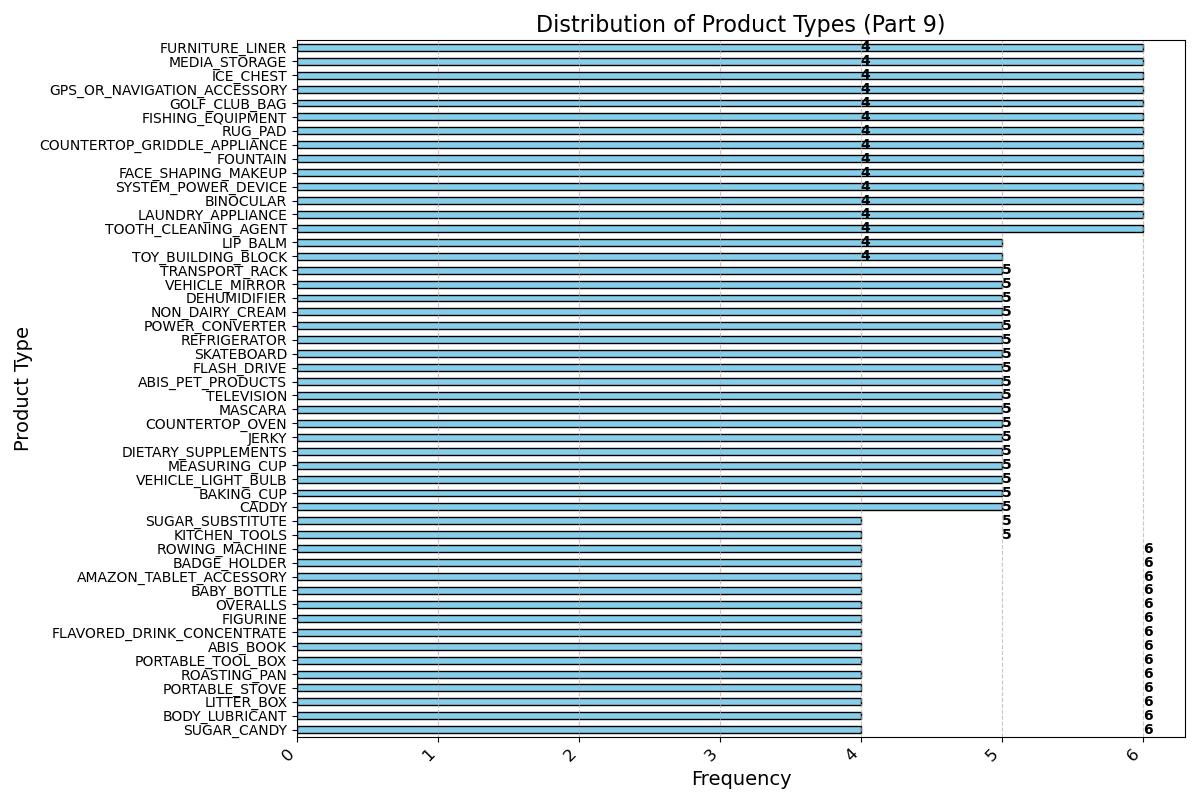 Distribution of Product Types (Part 9)
FURNITURE_LINER 4
MEDIA_STORAGE 4
ICE_CHEST 4
GPS_OR_NAVIGATION_ACCESSORY 4
GOLF_CLUB_BAG 4
FISHING_EQUIPMENT 4
RUG_PAD 4
COUNTERTOP_GRIDDLE_APPLIANCE 4
FOUNTAIN 4
FACE_SHAPING_MAKEUP 4
SYSTEM_POWER_DEVICE 4
BINOCULAR 4
LAUNDRY_APPLIANCE 4
TOOTH_CLEANING_AGENT 4
LIP_BALM 4
TOY_BUILDING_BLOCK 4
TRANSPORT_RACK 5
VEHICLE_MIRROR 5
DEHUMIDIFIER 5
NON_DAIRY_CREAM 5
POWER_CONVERTER 5
REFRIGERATOR 5
SKATEBOARD 5
FLASH_DRIVE 5
ABIS_PET_PRODUCTS 5
TELEVISION 5
MASCARA 5
COUNTERTOP_OVEN 5
JERKY 5
DIETARY_SUPPLEMENTS 5
MEASURING_CUP 5
VEHICLE_LIGHT_BULB 5
BAKING_CUP 5
CADDY 5
SUGAR_SUBSTITUTE 5
KITCHEN_TOOLS 5
ROWING_MACHINE 6
BADGE_HOLDER 6
AMAZON_TABLET_ACCESSORY 6
BABY_BOTTLE 6
OVERALLS 6
FIGURINE 6
FLAVORED_DRINK_CONCENTRATE 6
ABIS_BOOK 6
PORTABLE_TOOL_BOX 6
ROASTING_PAN 6
PORTABLE_STOVE 6
LITTER_BOX 6
BODY_LUBRICANT 6
SUGAR_CANDY 6
Product Type
0 1 2 3 4 5 6
Frequency